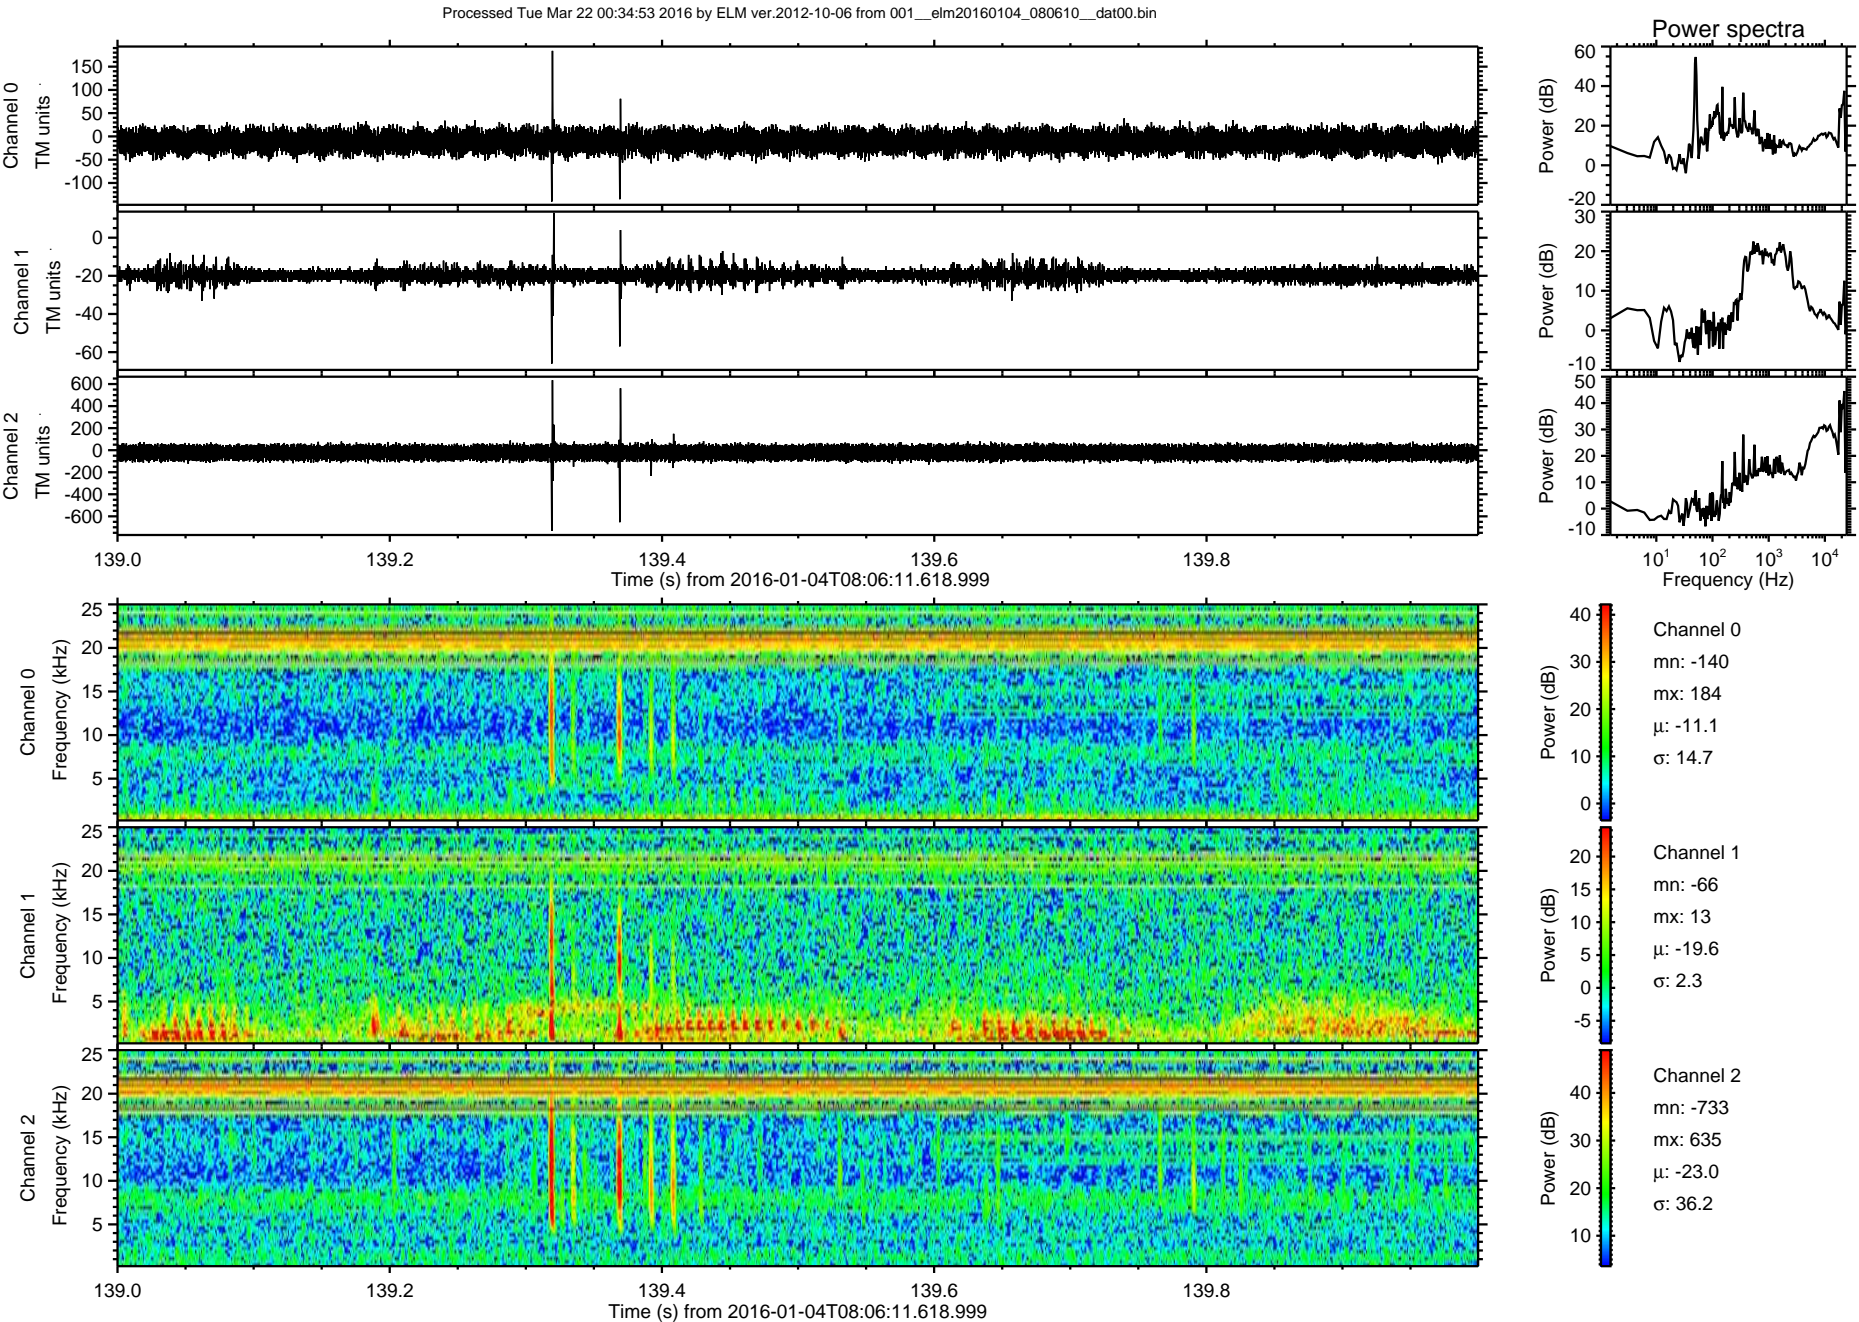 Processed Tue Mar 22 00:34:53 2016 by ELM ver.2012-10-06 from 001__elm20160104_080610__dat00.bin
Power spectra
Channel 0
TM units
150
100
50
0
-50
-100
Power (dB)
60
40
20
0
-20
Channel 1
TM units
0
-20
-40
-60
Power (dB)
30
20
10
0
-10
Channel 2
TM units
600
400
200
0
-200
-400
-600
Power (dB)
50
40
30
20
10
0
-10
139.0 139.2 139.4 139.6 139.8
Time (s) from 2016-01-04T08:06:11.618.999
10¹ 10² 10³ 10⁴
Frequency (Hz)
Channel 0
Frequency (kHz)
25
20
15
10
5
Power (dB)
40
30
20
10
0
Channel 0
mn: -140
mx: 184
μ: -11.1
σ: 14.7
Channel 1
Frequency (kHz)
25
20
15
10
5
Power (dB)
20
15
10
5
0
-5
Channel 1
mn: -66
mx: 13
μ: -19.6
σ: 2.3
Channel 2
Frequency (kHz)
25
20
15
10
5
Power (dB)
40
30
20
10
Channel 2
mn: -733
mx: 635
μ: -23.0
σ: 36.2
139.0 139.2 139.4 139.6 139.8
Time (s) from 2016-01-04T08:06:11.618.999